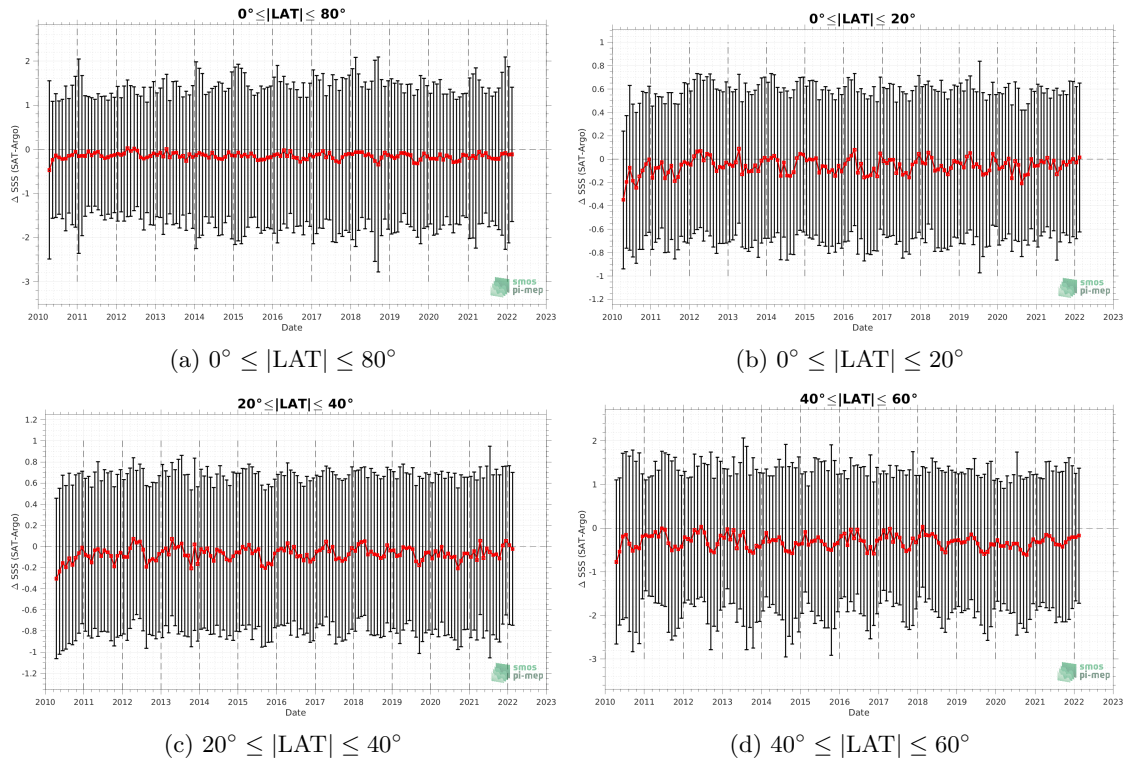 0°≤|LAT|≤ 80°
2
1
0
-1
-2
-3
Δ SSS (SAT-Argo)
2010 2011 2012 2013 2014 2015 2016 2017 2018 2019 2020 2021 2022 2023
Date
smos
pi-mep
(a) 0° ≤ |LAT| ≤ 80°
0°≤|LAT|≤ 20°
1
0.8
0.6
0.4
0.2
0
-0.2
-0.4
-0.6
-0.8
-1
-1.2
Δ SSS (SAT-Argo)
2010 2011 2012 2013 2014 2015 2016 2017 2018 2019 2020 2021 2022 2023
Date
smos
pi-mep
(b) 0° ≤ |LAT| ≤ 20°
20°≤|LAT|≤ 40°
1.2
1
0.8
0.6
0.4
0.2
0
-0.2
-0.4
-0.6
-0.8
-1
-1.2
Δ SSS (SAT-Argo)
2010 2011 2012 2013 2014 2015 2016 2017 2018 2019 2020 2021 2022 2023
Date
smos
pi-mep
(c) 20° ≤ |LAT| ≤ 40°
40°≤|LAT|≤ 60°
2
1
0
-1
-2
-3
Δ SSS (SAT-Argo)
2010 2011 2012 2013 2014 2015 2016 2017 2018 2019 2020 2021 2022 2023
Date
smos
pi-mep
(d) 40° ≤ |LAT| ≤ 60°